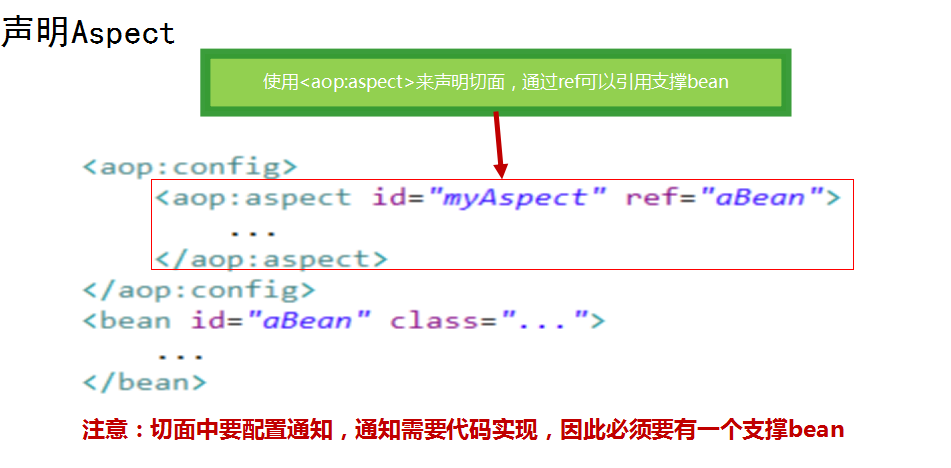 声明Aspect
使用<aop:aspect>来声明切面，通过ref可以引用支撑bean
<aop:config>
<aop:aspect id="myAspect" ref="aBean">
...
</aop:aspect>
</aop:config>
<bean id="aBean" class="...">
...
</bean>
注意：切面中要配置通知，通知需要代码实现，因此必须要有一个支撑bean